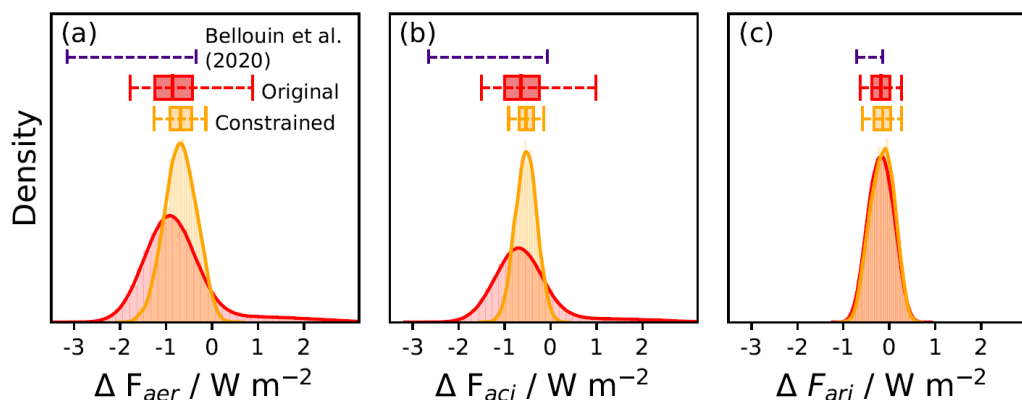 (a)
Bellouin et al.
(2020)
Original
Constrained
(b)
(c)
Density
-3 -2 -1 0 1 2
-3 -2 -1 0 1 2
-3 -2 -1 0 1 2
Δ F_aer / W m⁻²
Δ F_aci / W m⁻²
Δ F_ari / W m⁻²